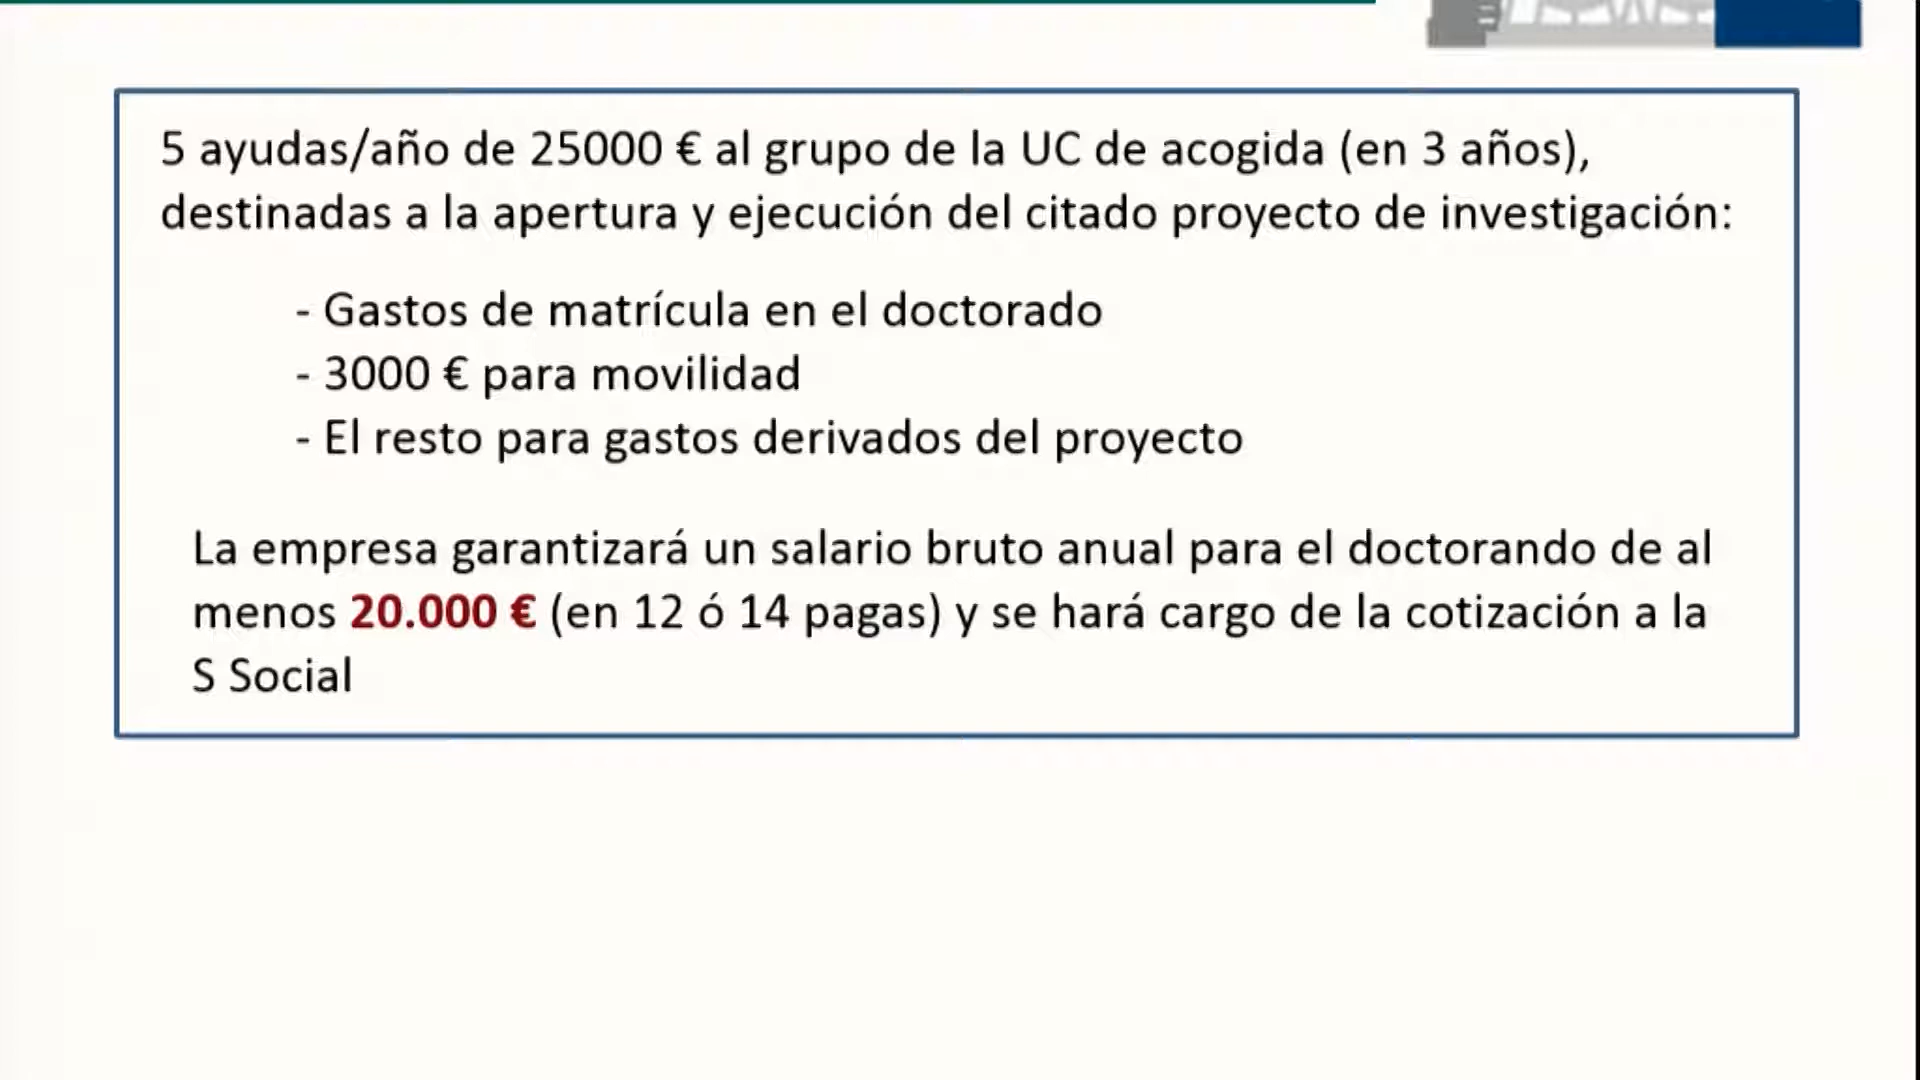 5 ayudas/año de 25000 € al grupo de la UC de acogida (en 3 años),
destinadas a la apertura y ejecución del citado proyecto de investigación:
- Gastos de matrícula en el doctorado
- 3000 € para movilidad
- El resto para gastos derivados del proyecto
La empresa garantizará un salario bruto anual para el doctorando de al
menos 20.000 € (en 12 ó 14 pagas) y se hará cargo de la cotización a la
S Social